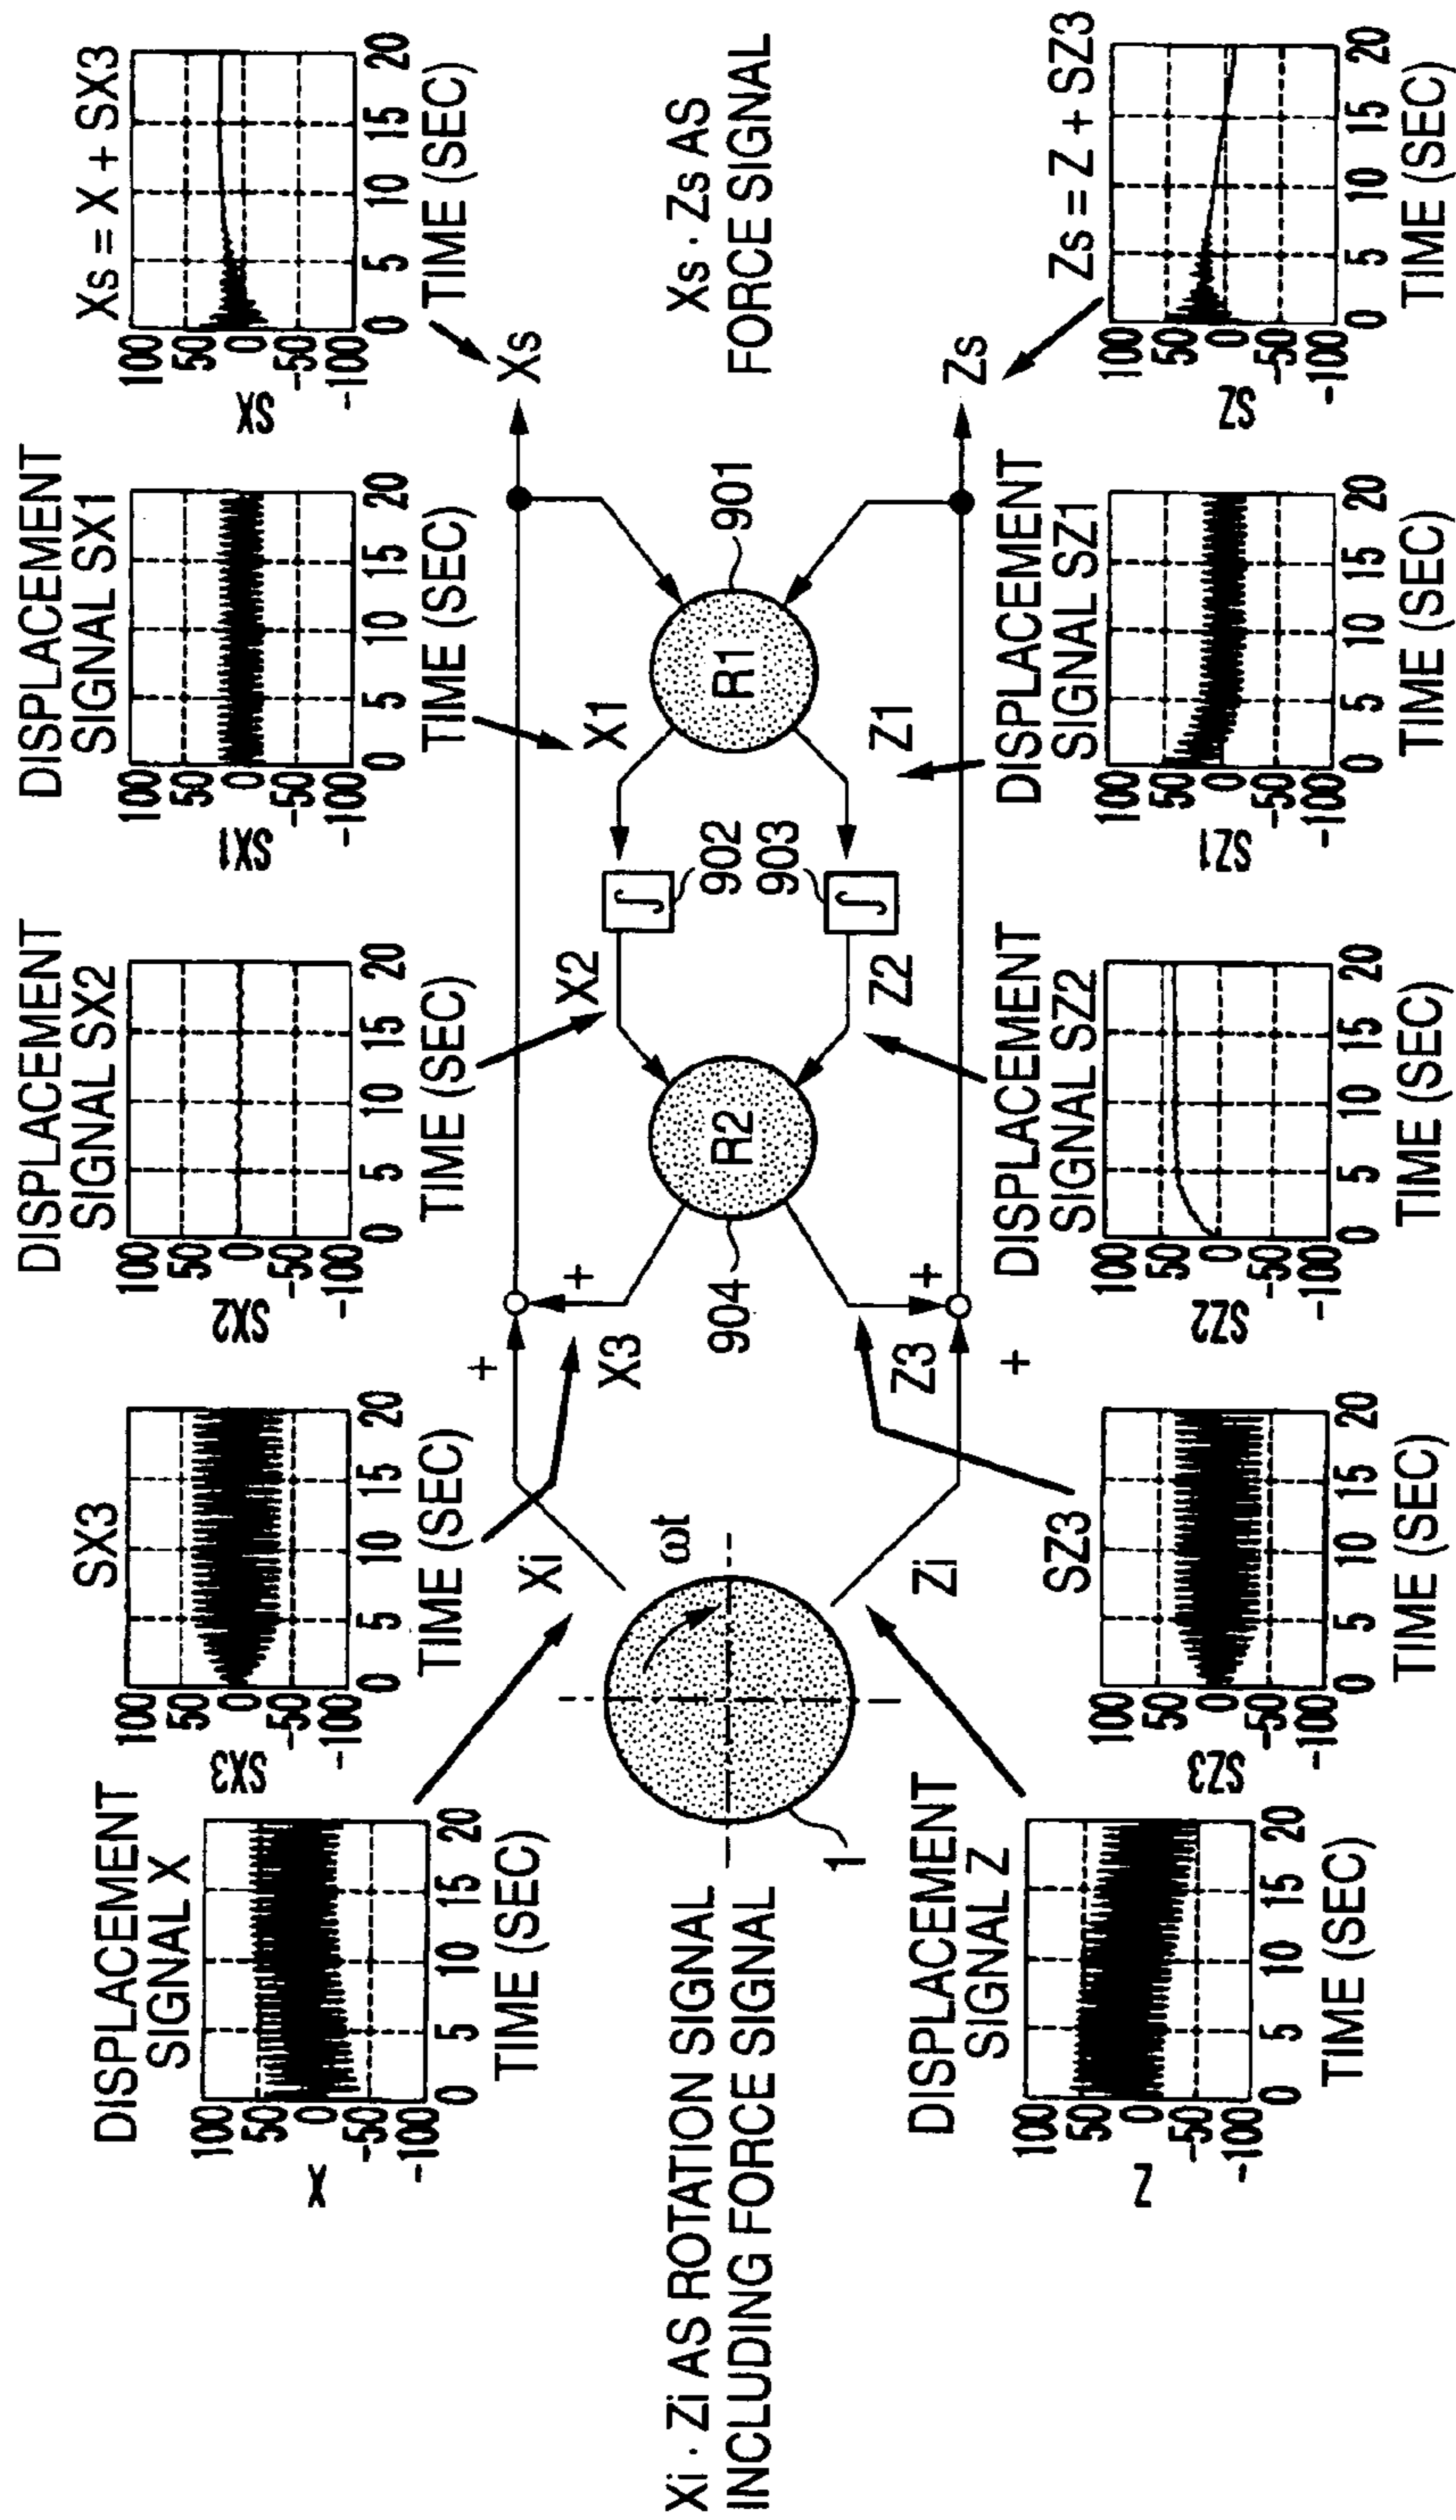 DISPLACEMENT
SIGNAL X
X
100
50
0
-50
-100
0 5 10 15 20
TIME (SEC)
SX3
SX3
100
50
0
-50
-100
0 5 10 15 20
TIME (SEC)
DISPLACEMENT
SIGNAL SX2
SX2
100
50
0
-50
-100
0 5 10 15 20
TIME (SEC)
DISPLACEMENT
SIGNAL SX1
SX1
100
50
0
-50
-100
0 5 10 15 20
TIME (SEC)
Xs = X + SX3
SX
100
50
0
-50
-100
0 5 10 15 20
TIME (SEC)
Xi · Zi AS ROTATION SIGNAL
INCLUDING FORCE SIGNAL
1
ωt
Xi
Zi
+
+
X3
Z3
+
+
904
R2
X2
Z2
∫
∫
902
903
X1
Z1
R1
901
Xs
Zs
Xs · Zs AS
FORCE SIGNAL
DISPLACEMENT
SIGNAL Z
Z
100
50
0
-50
-100
0 5 10 15 20
TIME (SEC)
SZ3
SZ3
100
50
0
-50
-100
0 5 10 15 20
TIME (SEC)
DISPLACEMENT
SIGNAL SZ2
SZ2
100
50
0
-50
-100
0 5 10 15 20
TIME (SEC)
DISPLACEMENT
SIGNAL SZ1
SZ1
100
50
0
-50
-100
0 5 10 15 20
TIME (SEC)
Zs = Z + SZ3
SZ
100
50
0
-50
-100
0 5 10 15 20
TIME (SEC)